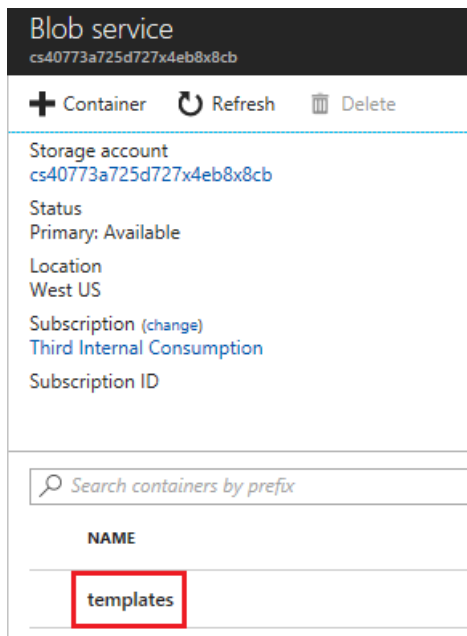 Blob service
cs40773a725d727x4eb8x8cb
Container Refresh Delete
Storage account
cs40773a725d727x4eb8x8cb
Status
Primary: Available
Location
West US
Subscription (change)
Third Internal Consumption
Subscription ID
Search containers by prefix
NAME
templates